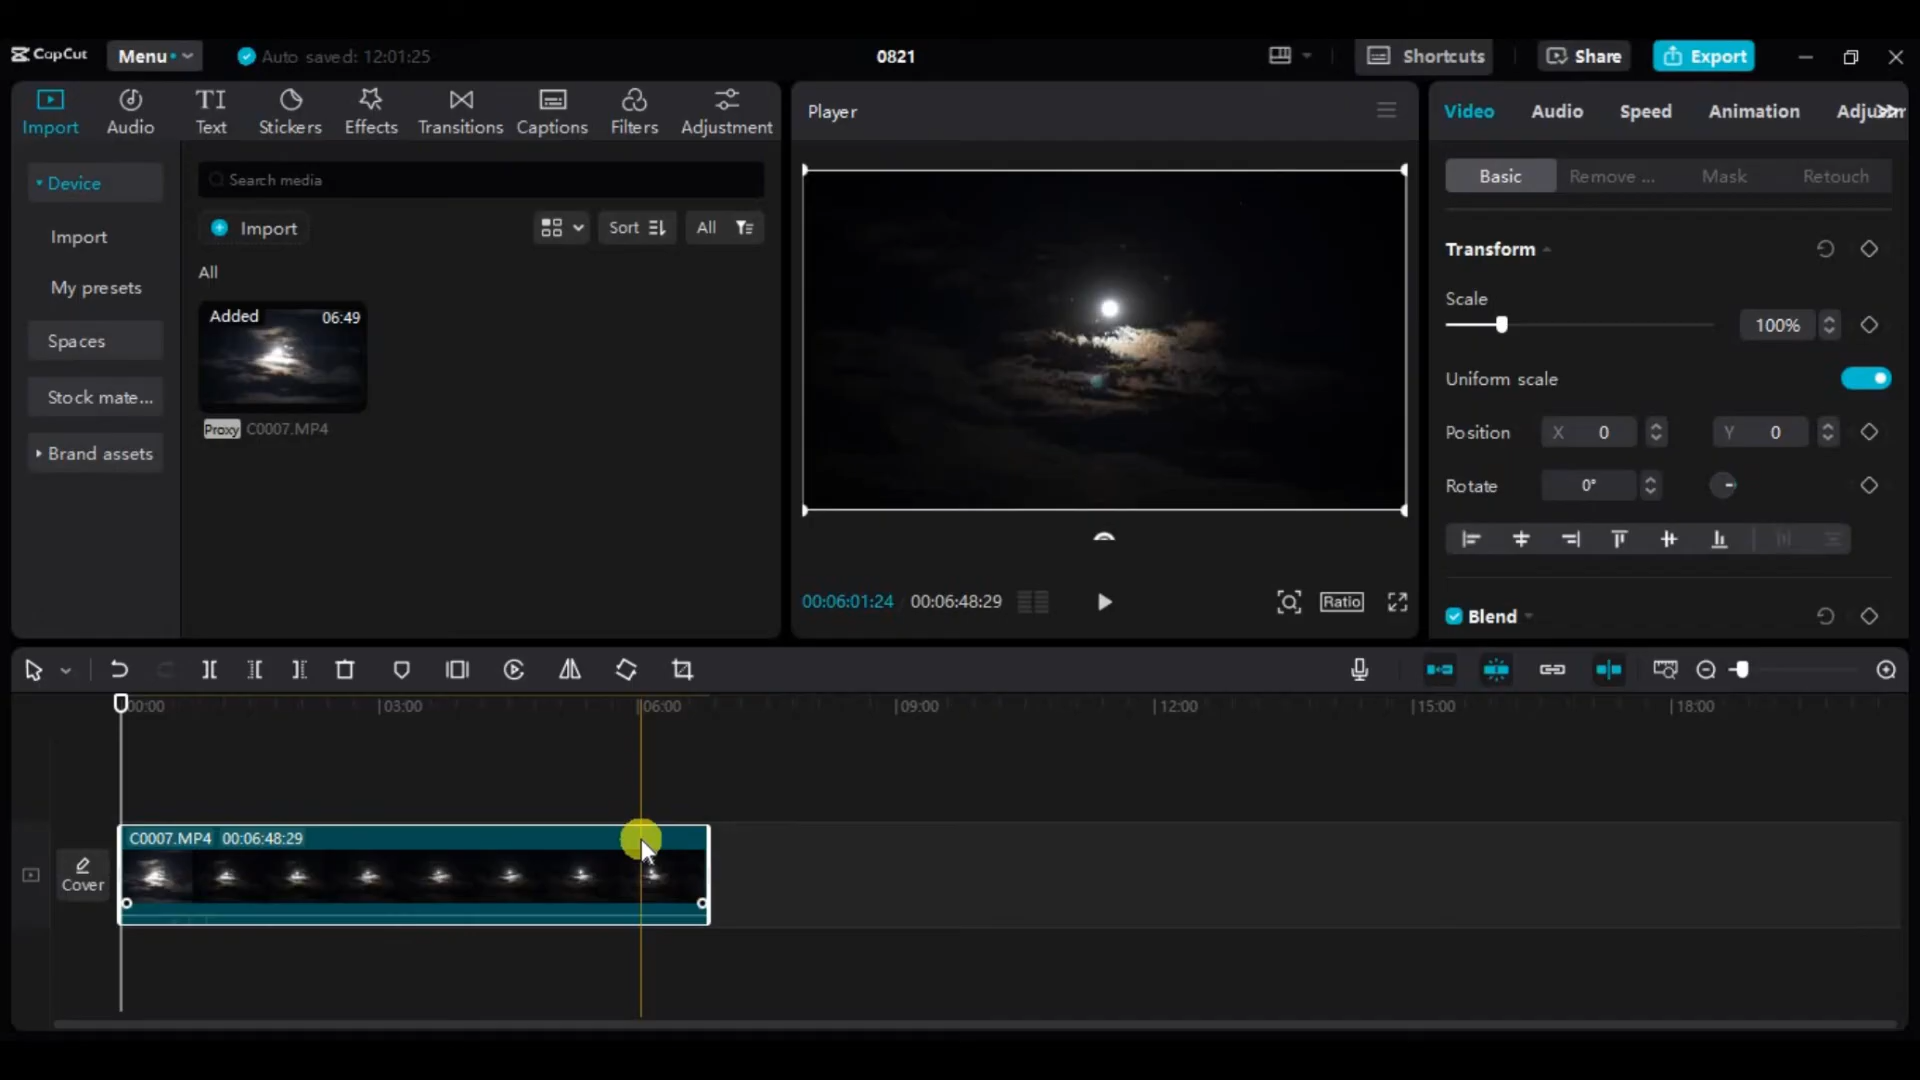 CapCut
Menu
Auto saved: 12:01:25
0821
Shortcuts
Share
Export
Import
Audio
Text
Stickers
Effects
Transitions
Captions
Filters
Adjustment
Player
Video
Audio
Speed
Animation
Device
Import
My presets
Spaces
Stock mate...
Brand assets
Search media
Import
Sort
All
All
Added
06:49
Proxy
C0007.MP4
00:06:01:24
00:06:48:29
Ratio
Basic
Remove ...
Mask
Retouch
Transform
Scale
100%
Uniform scale
Position
X 0
Y 0
Rotate
0°
Blend
00:00
03:00
06:00
09:00
12:00
15:00
18:00
C0007.MP4 00:06:48:29
Cover